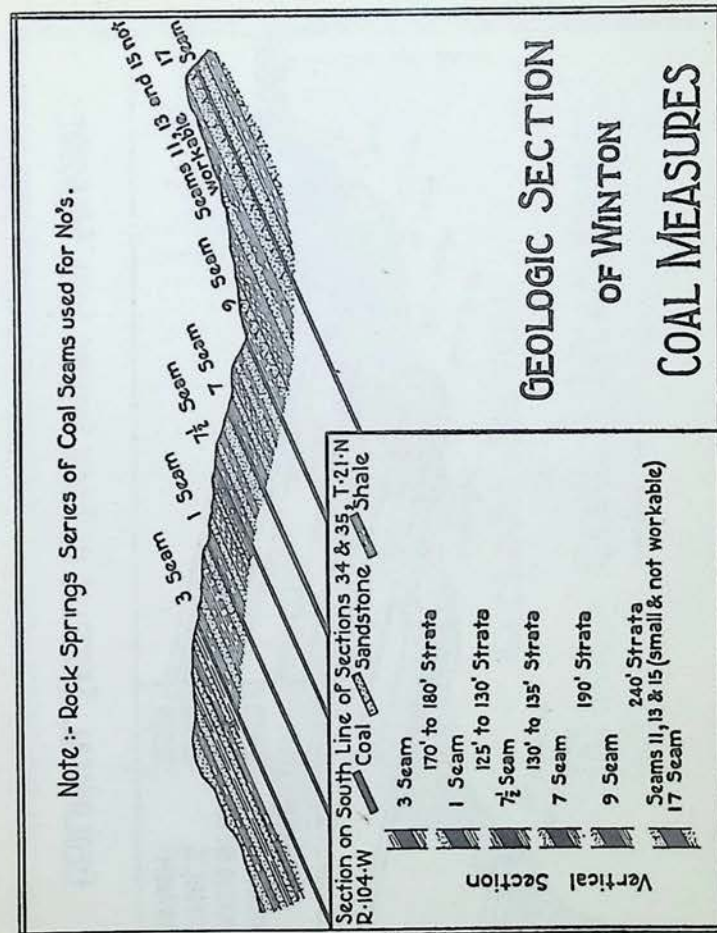 Note:- Rock Springs Series of Coal Seams used for No's.
3 Seam
1 Seam
7½ Seam
7 Seam
9 Seam
Seams 11, 13 and 15 not
workable
17
Seam
Section on South Line of Sections 34 & 35, T·21·N
R·104·W
Coal
Sandstone
Shale
Vertical
Section
3 Seam
170' to 180' Strata
1 Seam
125' to 130' Strata
7½ Seam
130' to 135' Strata
7 Seam
190' Strata
9 Seam
240' Strata
Seams 11, 13 & 15 (small & not workable)
17 Seam
GEOLOGIC SECTION
OF WINTON
COAL MEASURES